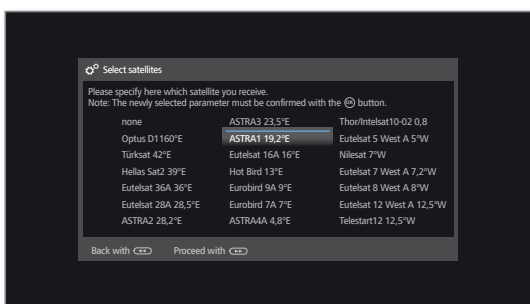 Select satellites
Please specify here which satellite you receive.
Note: The newly selected parameter must be confirmed with the OK button.
none ASTRA3 23,5°E Thor/Intelsat10-02 0,8
Optus D1160°E ASTRA1 19,2°E Eutelsat 5 West A 5°W
Türksat 42°E Eutelsat 16A 16°E Nilesat 7°W
Hellas Sat2 39°E Hot Bird 13°E Eutelsat 7 West A 7,2°W
Eutelsat 36A 36°E Eurobird 9A 9°E Eutelsat 8 West A 8°W
Eutelsat 28A 28,5°E Eurobird 7A 7°E Eutelsat 12 West A 12,5°W
ASTRA2 28,2°E ASTRA4A 4,8°E Telestart12 12,5°W
Back with Proceed with